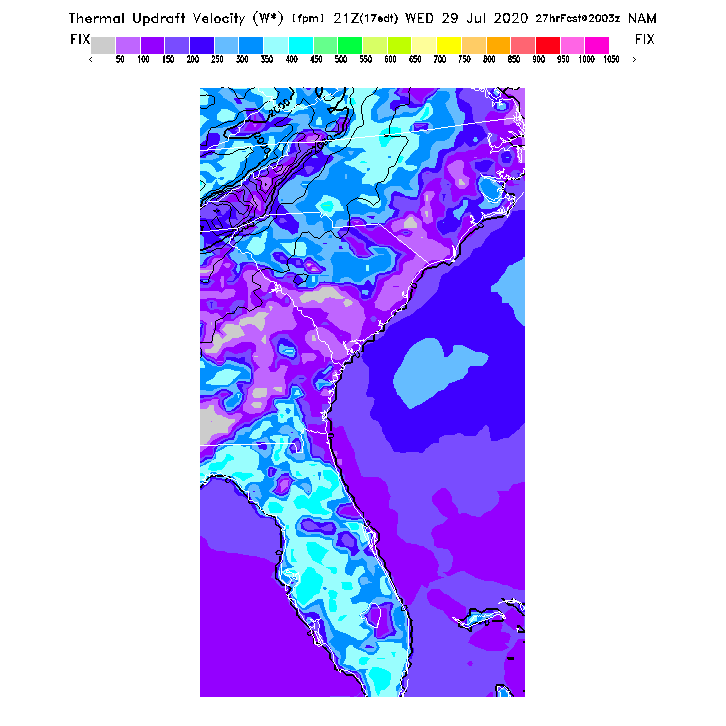 Thermal Updraft Velocity (W*) [fpm] 21Z(17edt) WED 29 Jul 2020 27hrFcst@2003z NAM
FIX FIX
< 50 100 150 200 250 300 350 400 450 500 550 600 650 700 750 800 850 900 950 1000 1050 >
2000